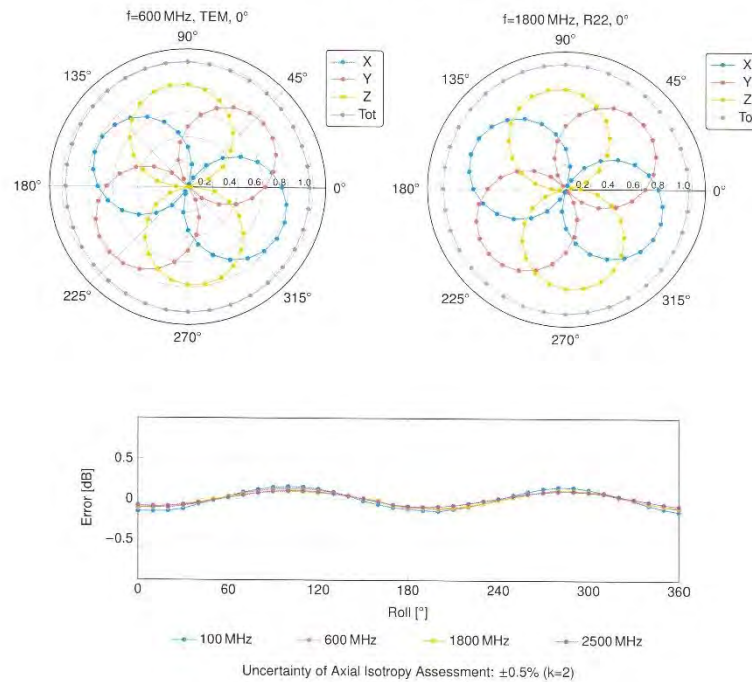 f=600 MHz, TEM, 0°
90°
135°
45°
180°
0.2 0.4 0.6 0.8 1.0
0°
225°
315°
270°
X
Y
Z
Tot
f=1800 MHz, R22, 0°
90°
135°
45°
180°
0.2 0.4 0.6 0.8 1.0
0°
225°
315°
270°
X
Y
Z
Tot
Error [dB]
0.5
0
−0.5
0 60 120 180 240 300 360
Roll [°]
100 MHz 600 MHz 1800 MHz 2500 MHz
Uncertainty of Axial Isotropy Assessment: ±0.5% (k=2)